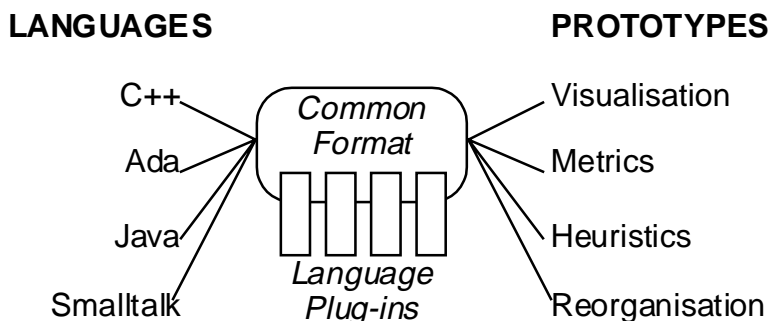 LANGUAGES
PROTOTYPES
C++
Ada
Java
Smalltalk
Common
Format
Language
Plug-ins
Visualisation
Metrics
Heuristics
Reorganisation